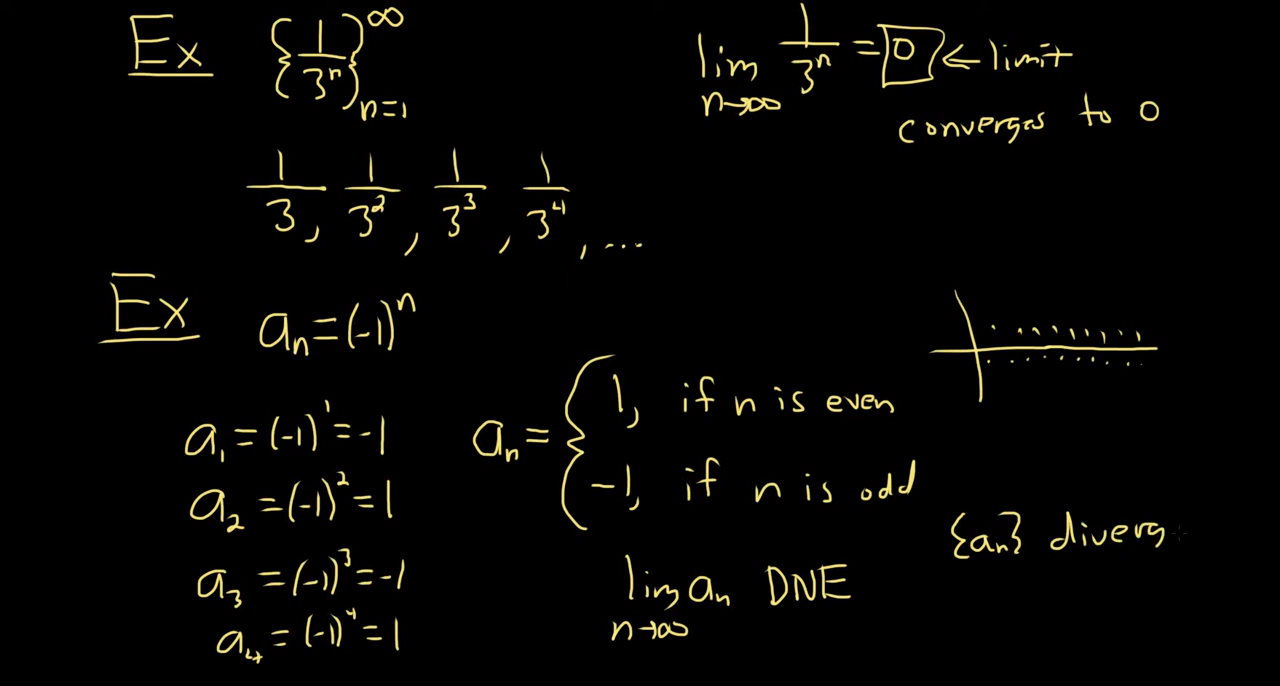 Ex {1/3^n}_{n=1}^∞
lim_{n→∞} 1/3^n = 0 ← limit
converges to 0
1/3, 1/3^2, 1/3^3, 1/3^4, ...
Ex a_n = (-1)^n
a_1 = (-1)^1 = -1
a_2 = (-1)^2 = 1
a_3 = (-1)^3 = -1
a_4 = (-1)^4 = 1
a_n = { 1, if n is even
-1, if n is odd
lim_{n→∞} a_n DNE
{a_n} diverg